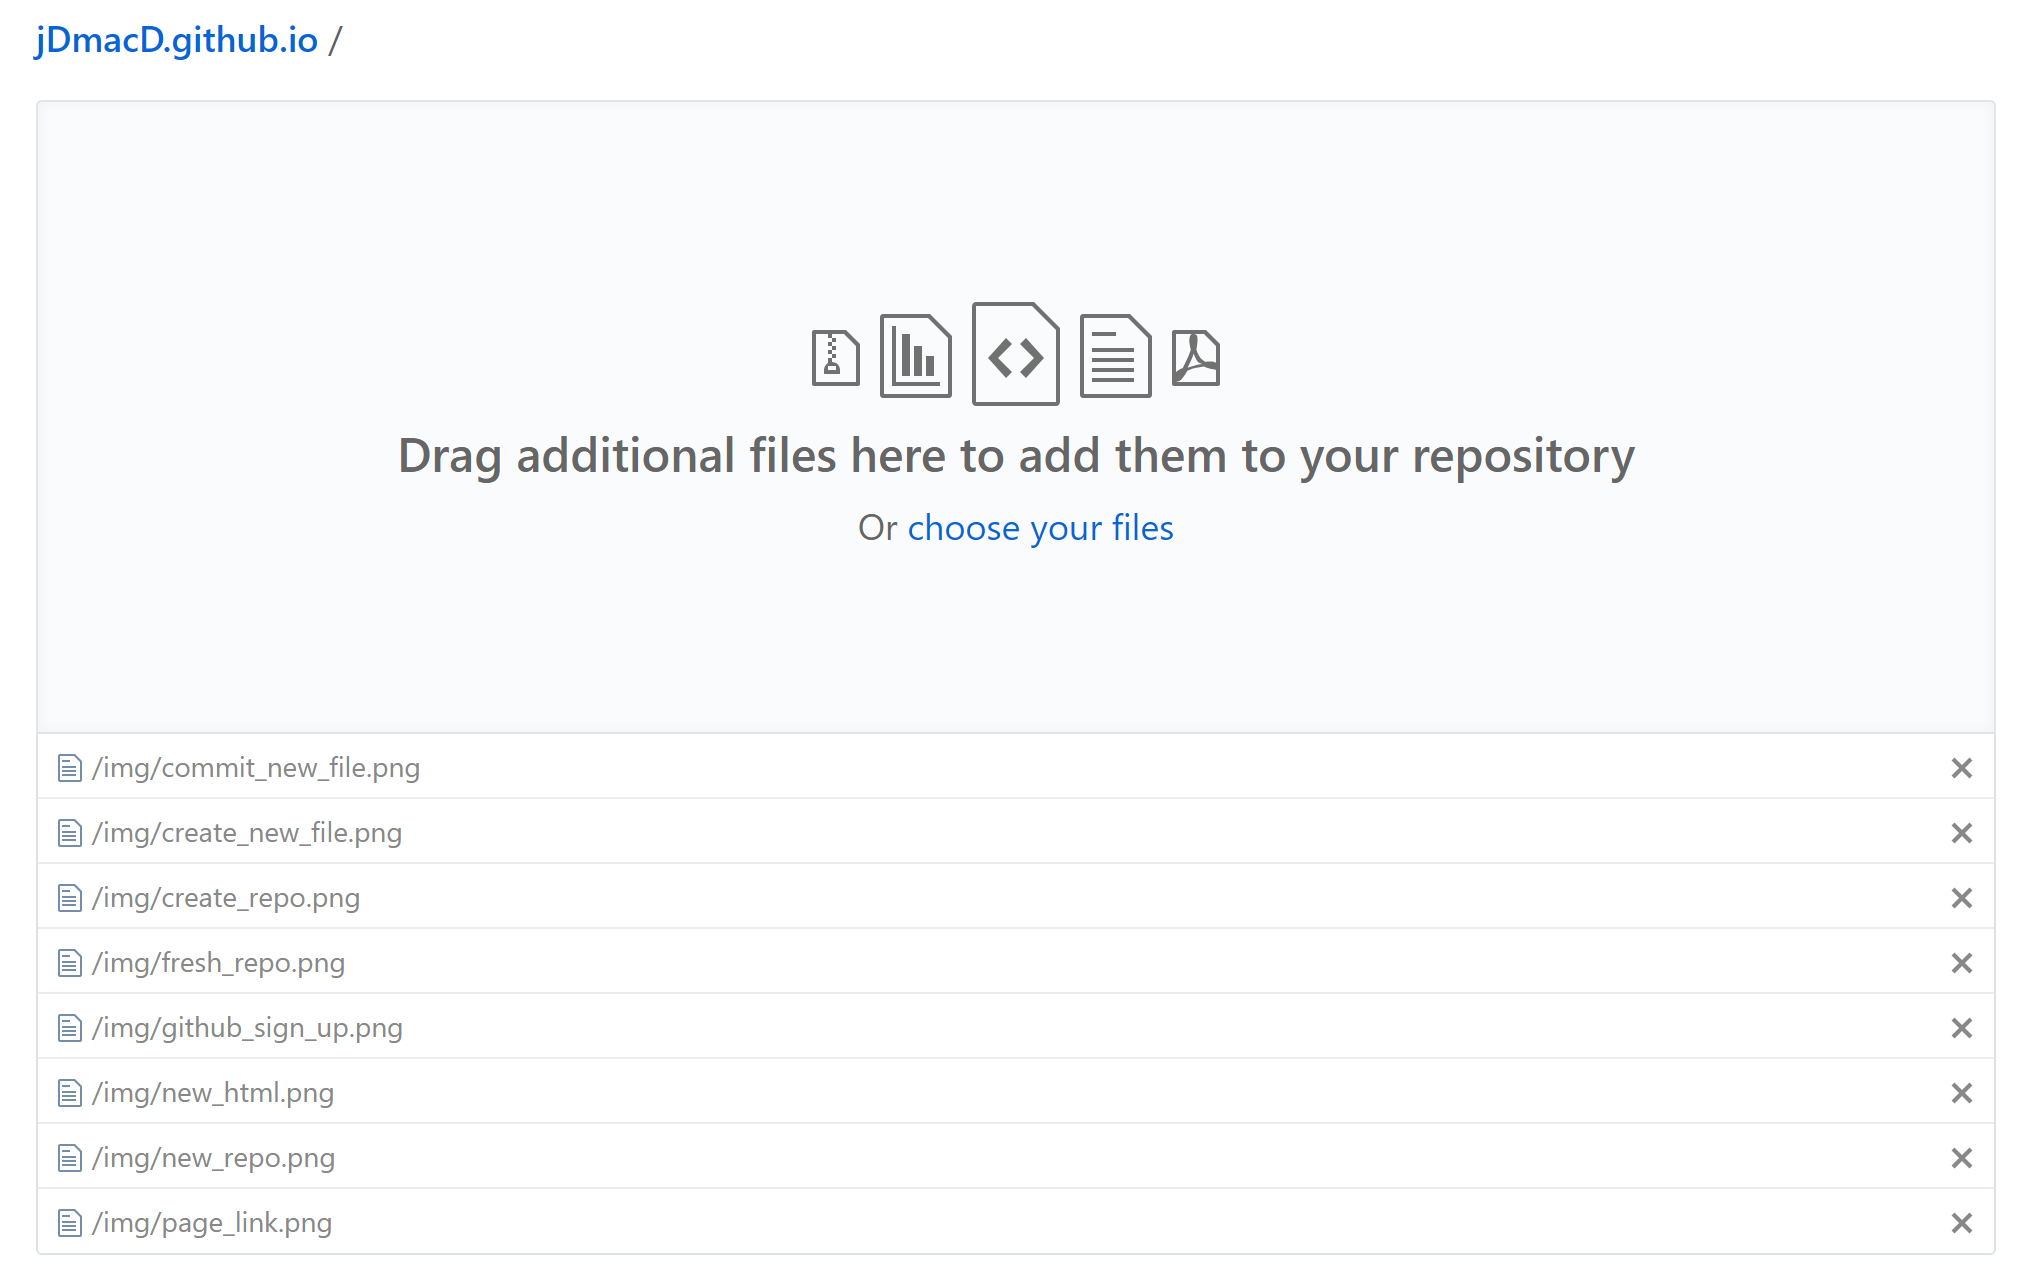 jDmacD.github.io /
Drag additional files here to add them to your repository
Or choose your files
/img/commit_new_file.png
/img/create_new_file.png
/img/create_repo.png
/img/fresh_repo.png
/img/github_sign_up.png
/img/new_html.png
/img/new_repo.png
/img/page_link.png